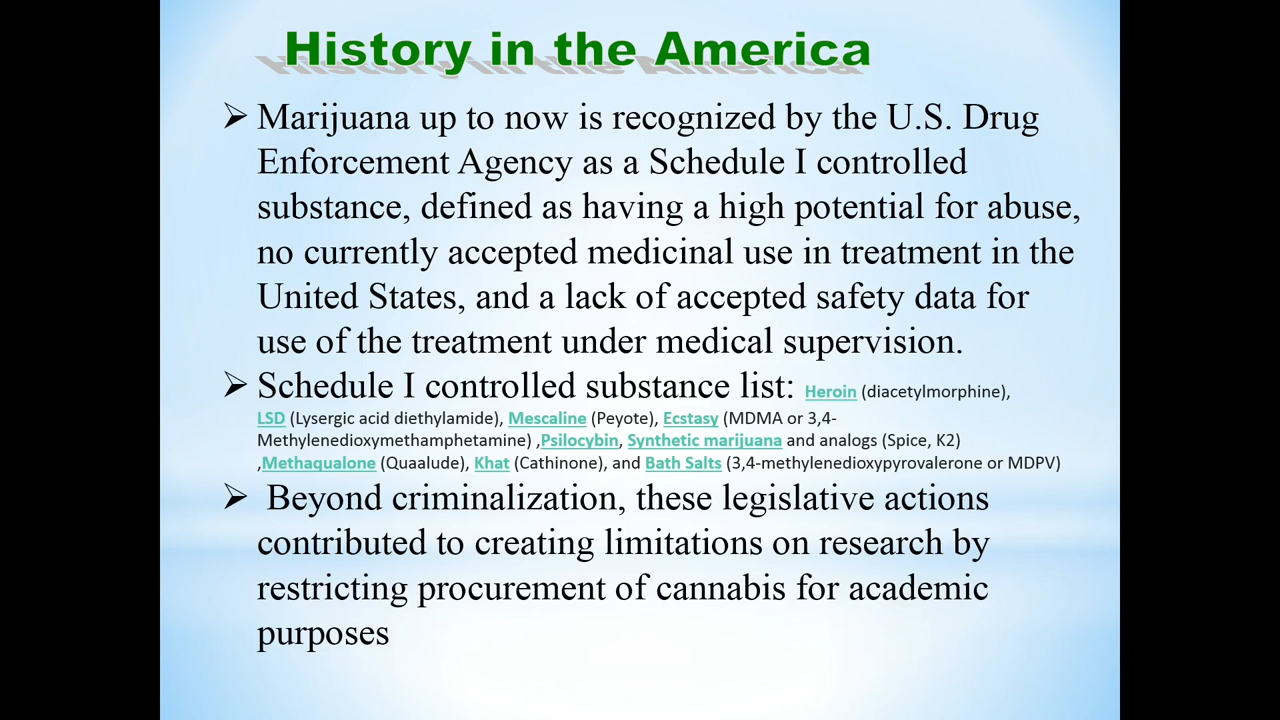 History in the America
➢ Marijuana up to now is recognized by the U.S. Drug
Enforcement Agency as a Schedule I controlled
substance, defined as having a high potential for abuse,
no currently accepted medicinal use in treatment in the
United States, and a lack of accepted safety data for
use of the treatment under medical supervision.
➢ Schedule I controlled substance list: Heroin (diacetylmorphine),
LSD (Lysergic acid diethylamide), Mescaline (Peyote), Ecstasy (MDMA or 3,4-
Methylenedioxymethamphetamine) ,Psilocybin, Synthetic marijuana and analogs (Spice, K2)
,Methaqualone (Quaalude), Khat (Cathinone), and Bath Salts (3,4-methylenedioxypyrovalerone or MDPV)
➢ Beyond criminalization, these legislative actions
contributed to creating limitations on research by
restricting procurement of cannabis for academic
purposes